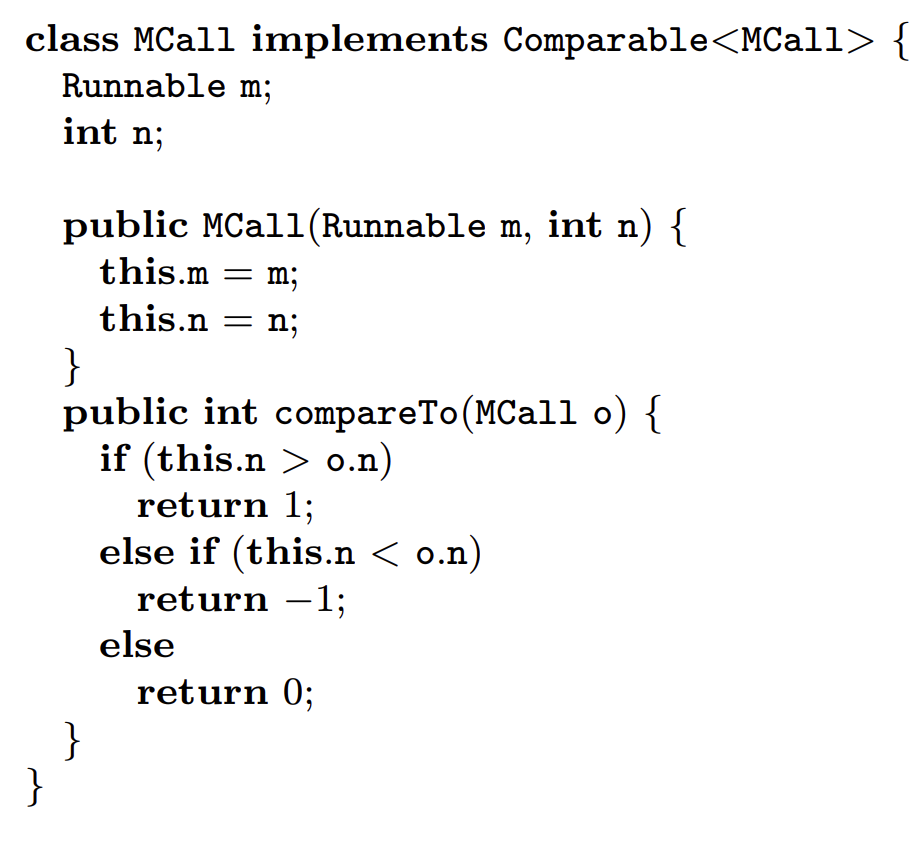 class MCall implements Comparable<MCall> {
Runnable m;
int n;
public MCall(Runnable m, int n) {
this.m = m;
this.n = n;
}
public int compareTo(MCall o) {
if (this.n > o.n)
return 1;
else if (this.n < o.n)
return −1;
else
return 0;
}
}